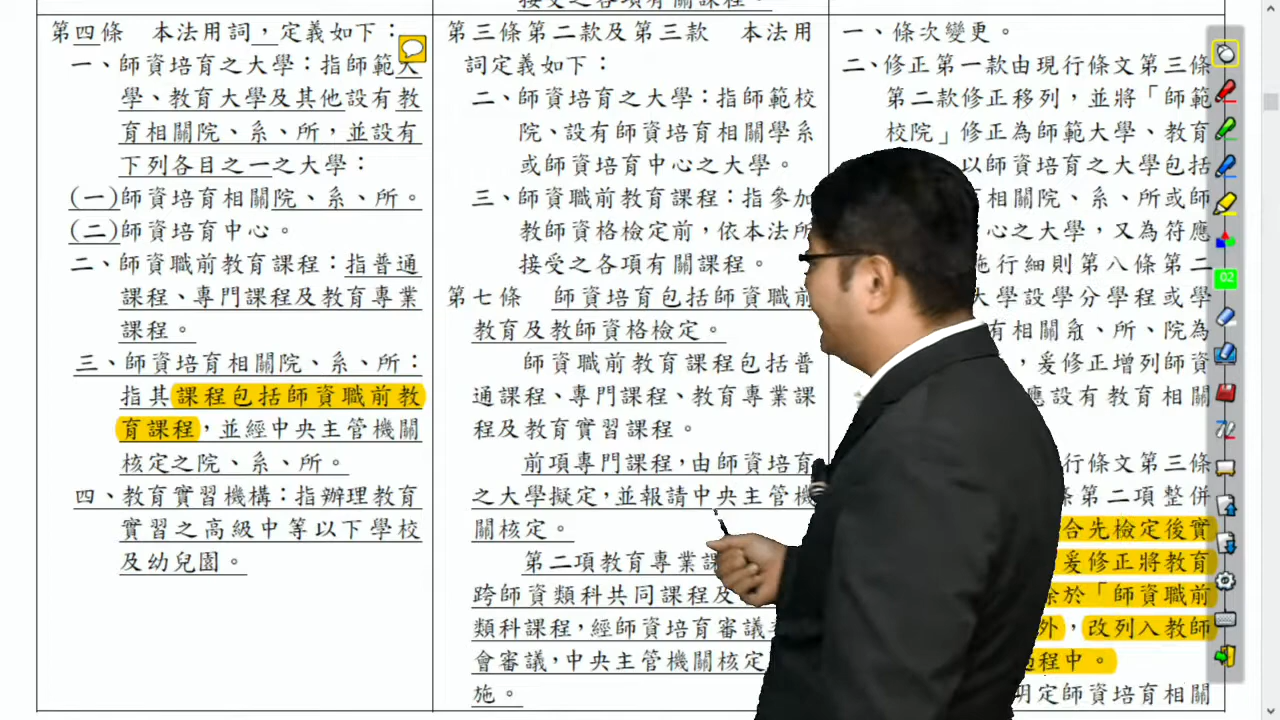 接受之各項有關課程。
第四條　本法用詞，定義如下：
一、師資培育之大學：指師範大
學、教育大學及其他設有教
育相關院、系、所，並設有
下列各目之一之大學：
(一)師資培育相關院、系、所。
(二)師資培育中心。
二、師資職前教育課程：指普通
課程、專門課程及教育專業
課程。
三、師資培育相關院、系、所：
指其課程包括師資職前教
育課程，並經中央主管機關
核定之院、系、所。
四、教育實習機構：指辦理教育
實習之高級中等以下學校
及幼兒園。
第三條第二款及第三款　本法用
詞定義如下：
二、師資培育之大學：指師範校
院、設有師資培育相關學系
或師資培育中心之大學。
三、師資職前教育課程：指參加
教師資格檢定前，依本法所
接受之各項有關課程。
第七條　師資培育包括師資職前
教育及教師資格檢定。
師資職前教育課程包括普
通課程、專門課程、教育專業課
程及教育實習課程。
前項專門課程，由師資培育
之大學擬定，並報請中央主管機
關核定。
第二項教育專業課
跨師資類科共同課程及
類科課程，經師資培育審議
會審議，中央主管機關核定
施。
一、條次變更。
二、修正第一款由現行條文第三條
第二款修正移列，並將「師範
校院」修正為師範大學、教育
以師資培育之大學包括
相關院、系、所或師
心之大學，又為符應
施行細則第八條第二
大學設學分學程或學
有相關系、所、院為
，爰修正增列師資
應設有教育相關
行條文第三條
條第二項整併
合先檢定後實
爰修正將教育
除於「師資職前
外，改列入教師
過程中。
明定師資培育相關
02